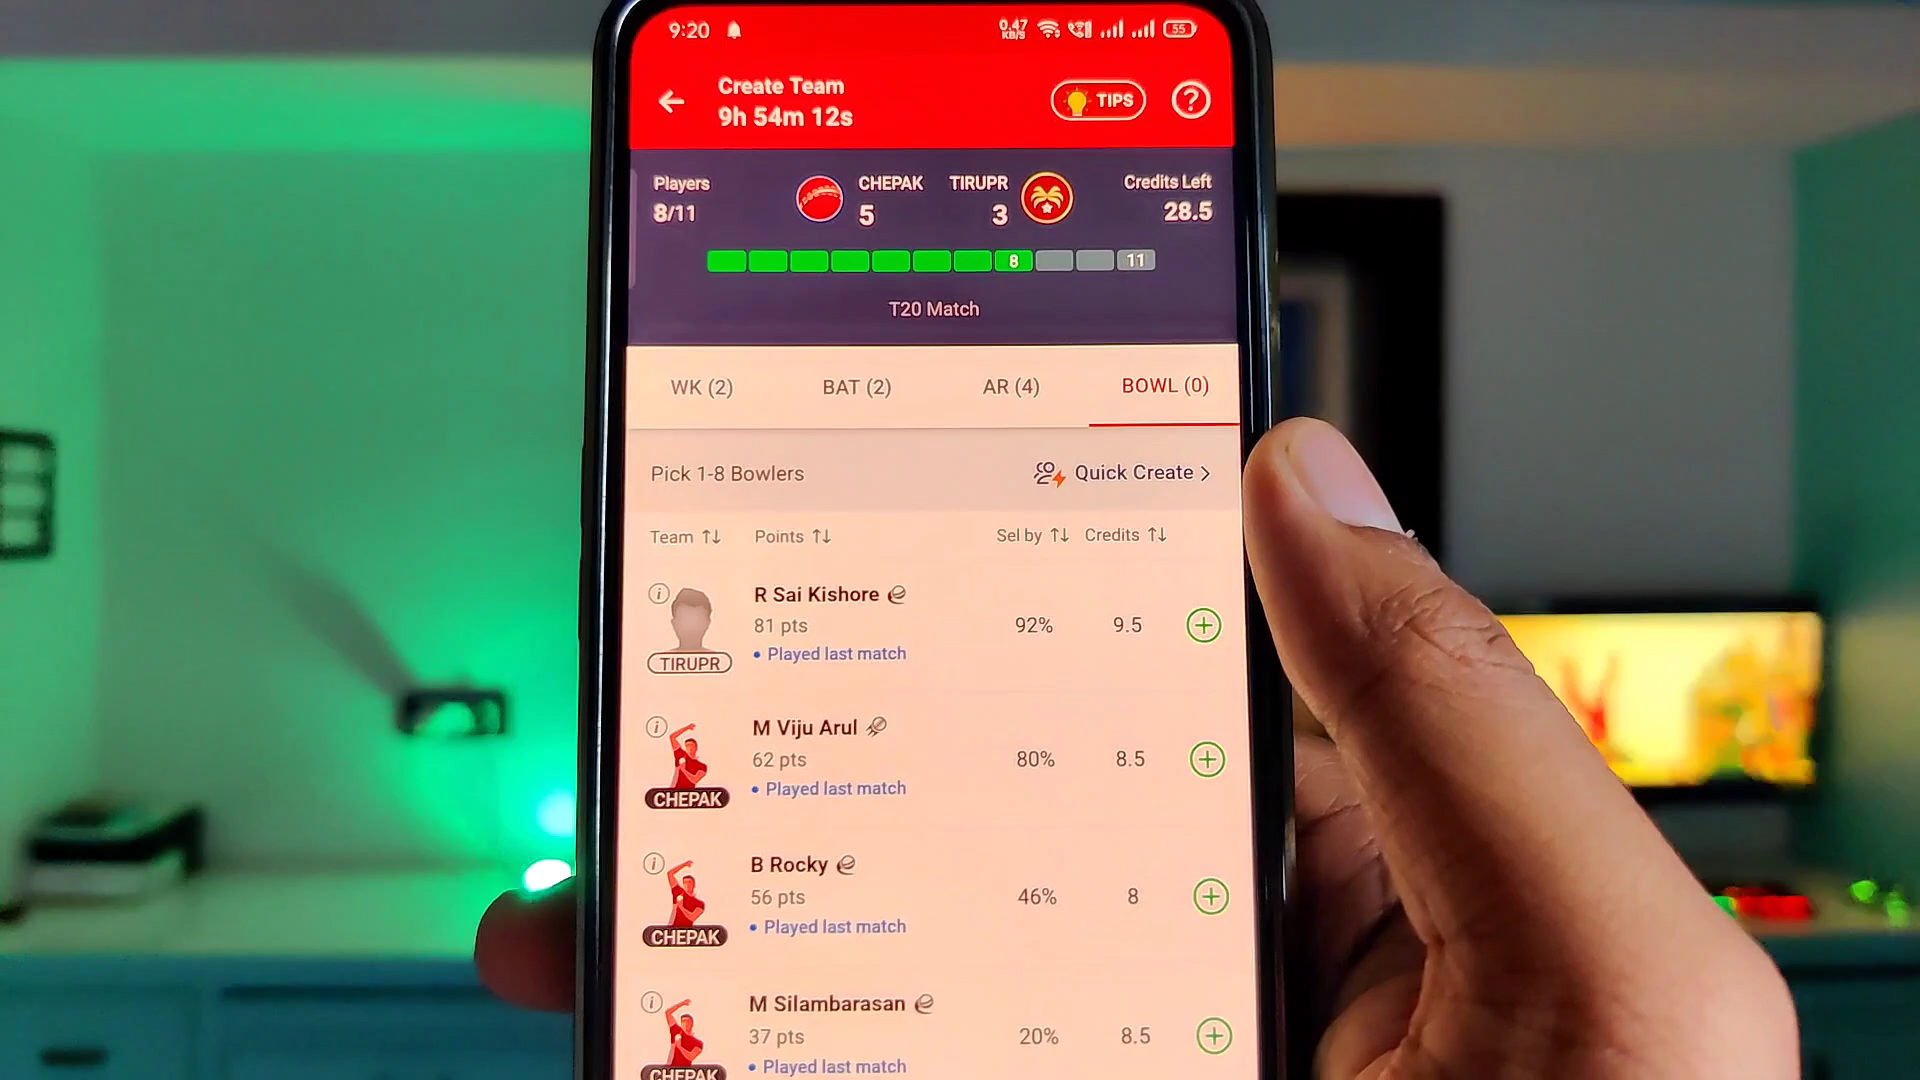 9:20 0.47 KB/S 55
Create Team
9h 54m 12s
TIPS ?
Players CHEPAK TIRUPR Credits Left
8/11 5 3 28.5
8 11
T20 Match
WK (2) BAT (2) AR (4) BOWL (0)
Pick 1-8 Bowlers Quick Create >
Team ↑↓ Points ↑↓ Sel by ↑↓ Credits ↑↓
i R Sai Kishore
81 pts 92% 9.5 +
TIRUPR • Played last match
i M Viju Arul
62 pts 80% 8.5 +
CHEPAK • Played last match
i B Rocky
56 pts 46% 8 +
CHEPAK • Played last match
i M Silambarasan
37 pts 20% 8.5 +
CHEPAK • Played last match